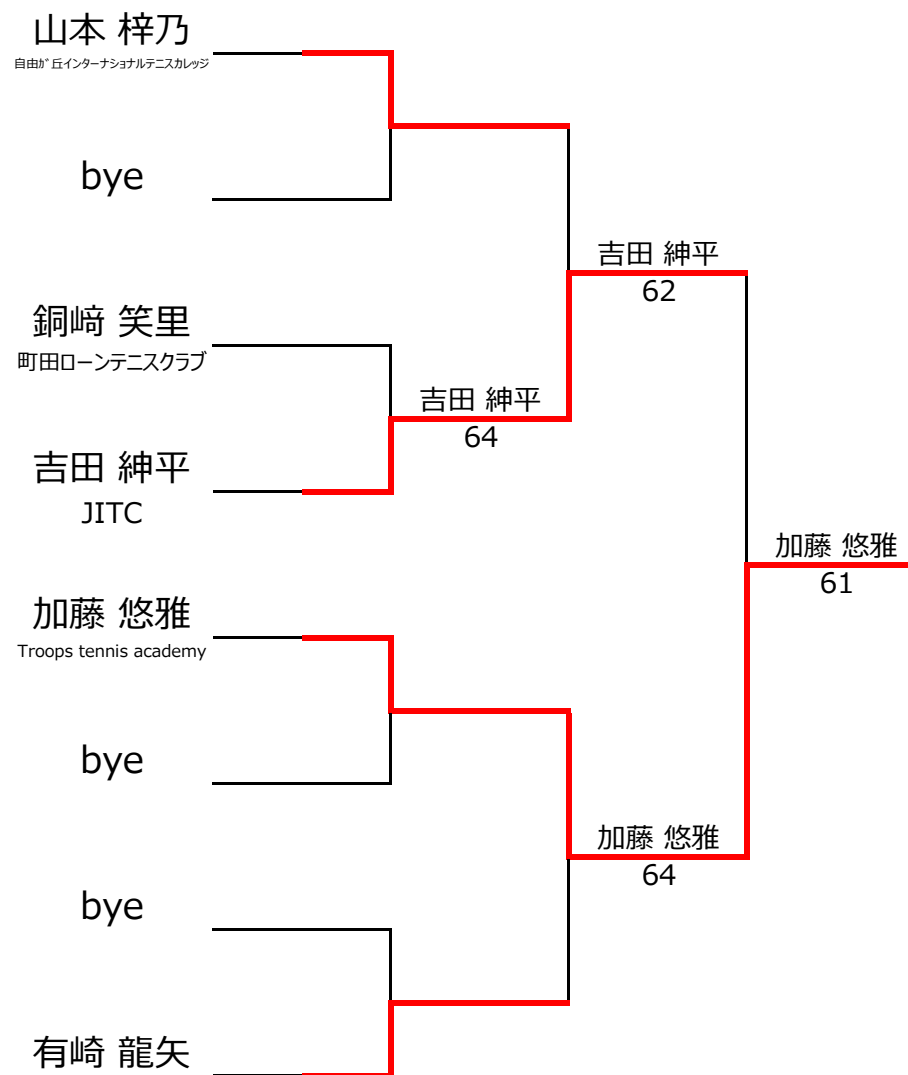 山本 梓乃
自由が丘インターナショナルテニスカレッジ
bye
銅﨑 笑里
町田ローンテニスクラブ
吉田 紳平
JITC
加藤 悠雅
Troops tennis academy
bye
bye
有崎 龍矢
吉田 紳平
64
吉田 紳平
62
加藤 悠雅
64
加藤 悠雅
61